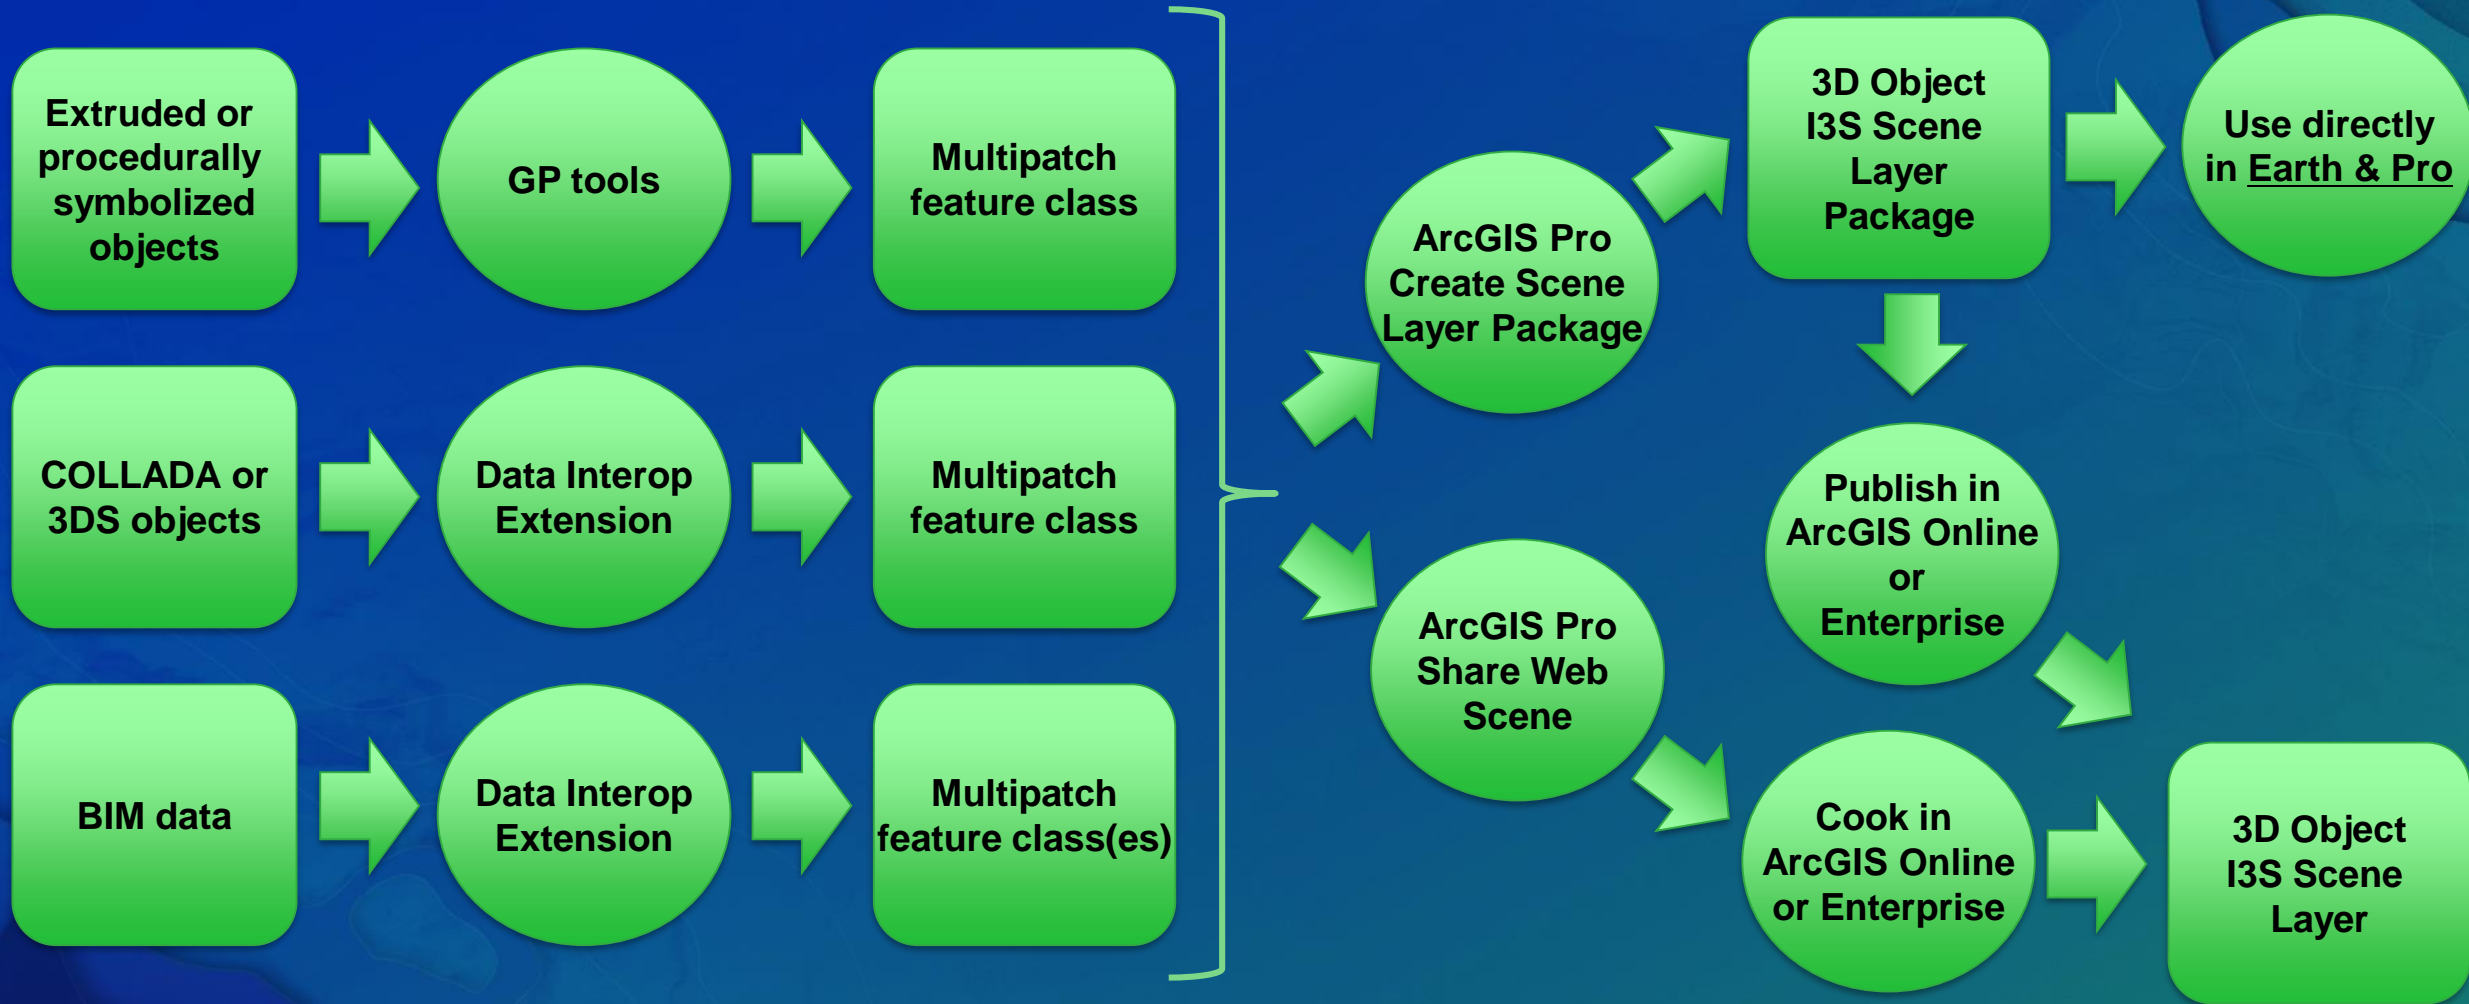 Extruded or
procedurally
symbolized
objects
GP tools
Multipatch
feature class
COLLADA or
3DS objects
Data Interop
Extension
Multipatch
feature class
BIM data
Data Interop
Extension
Multipatch
feature class(es)
ArcGIS Pro
Create Scene
Layer Package
3D Object
I3S Scene
Layer
Package
Use directly
in Earth & Pro
Publish in
ArcGIS Online
or
Enterprise
ArcGIS Pro
Share Web
Scene
Cook in
ArcGIS Online
or Enterprise
3D Object
I3S Scene
Layer